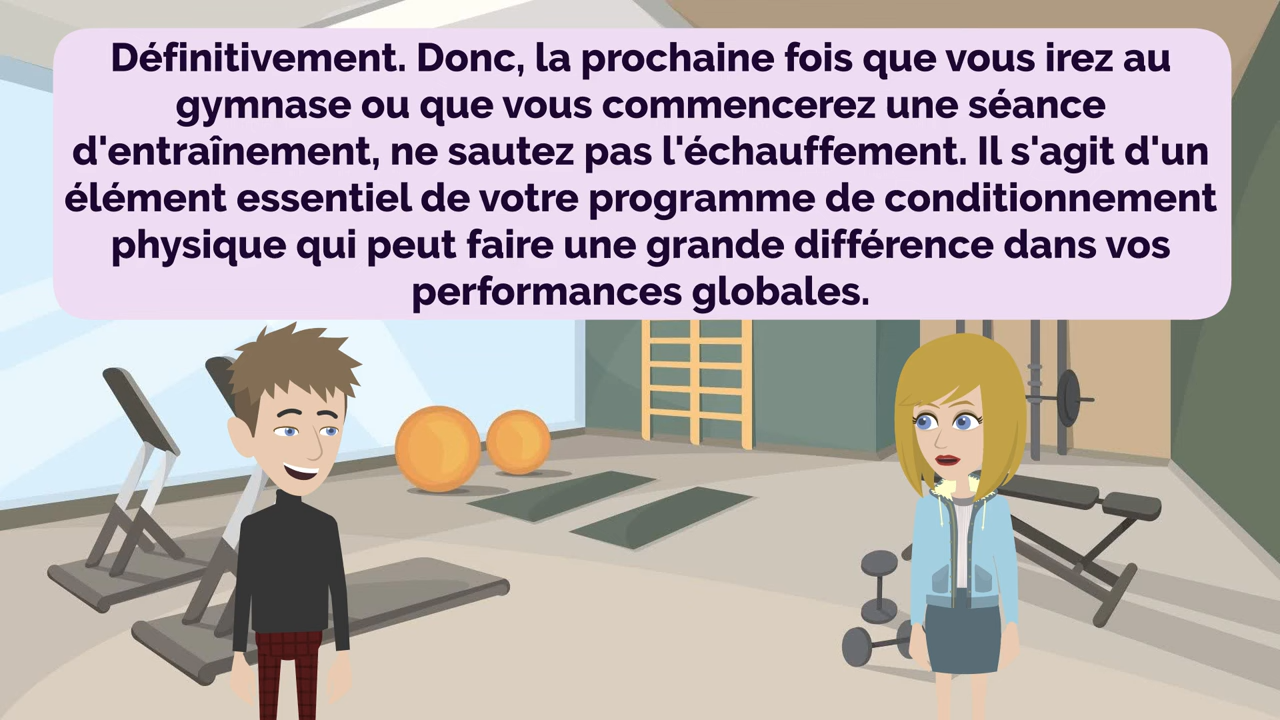 Définitivement. Donc, la prochaine fois que vous irez au
gymnase ou que vous commencerez une séance
d'entraînement, ne sautez pas l'échauffement. Il s'agit d'un
élément essentiel de votre programme de conditionnement
physique qui peut faire une grande différence dans vos
performances globales.